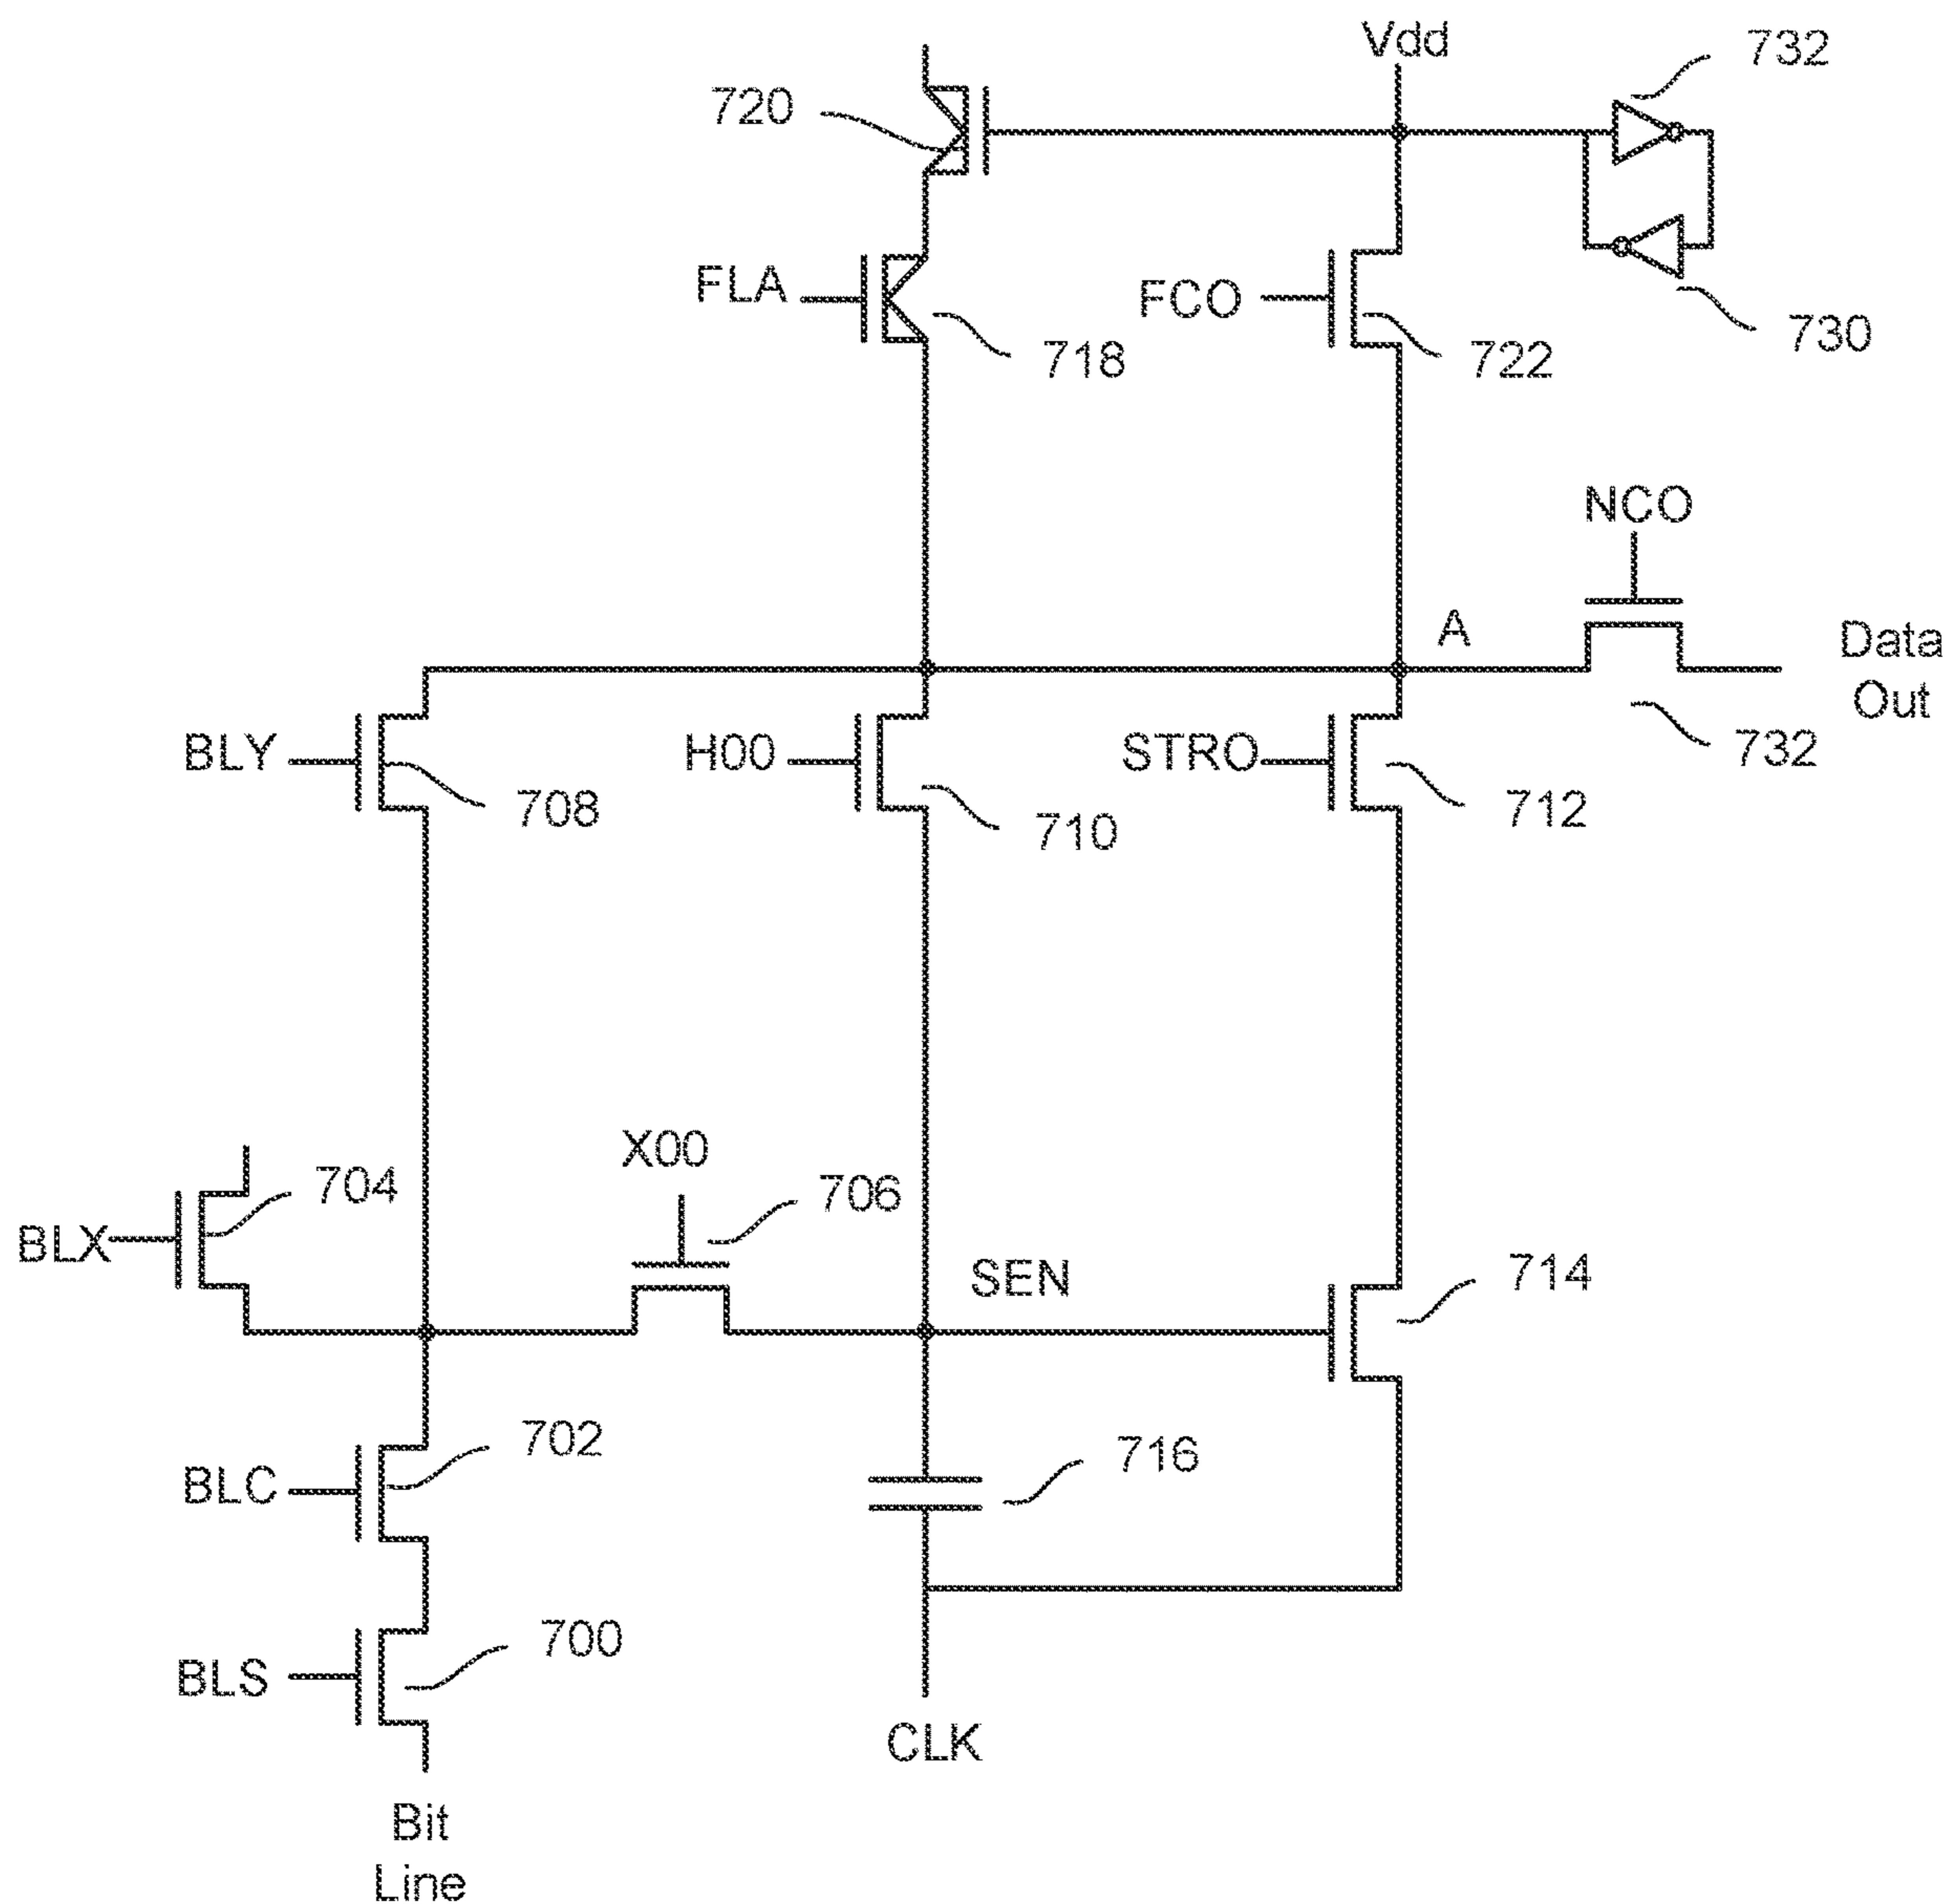 Vdd
732
720
FLA
718
FCO
722
730
NCO
A
Data
Out
732
BLY
708
H00
710
STRO
712
X00
704
706
BLX
SEN
714
702
BLC
716
700
BLS
CLK
Bit
Line